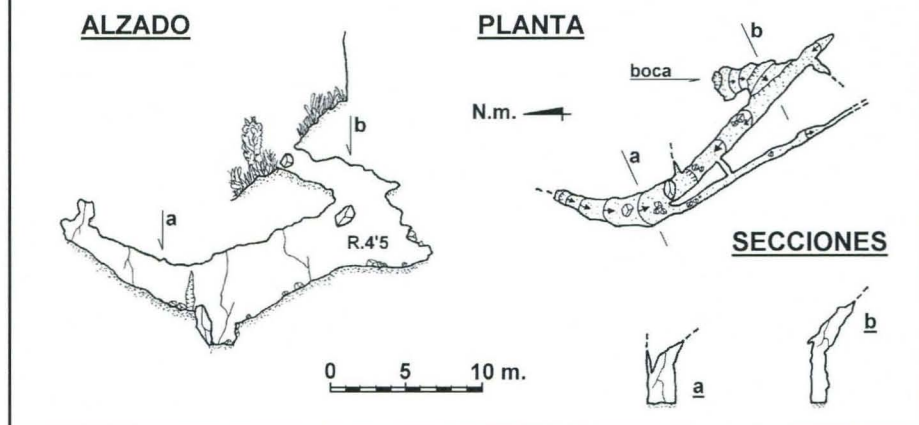 ALZADO
PLANTA
b
boca
N.m.
b
a
a
R.4'5
SECCIONES
b
a
0 5 10 m.